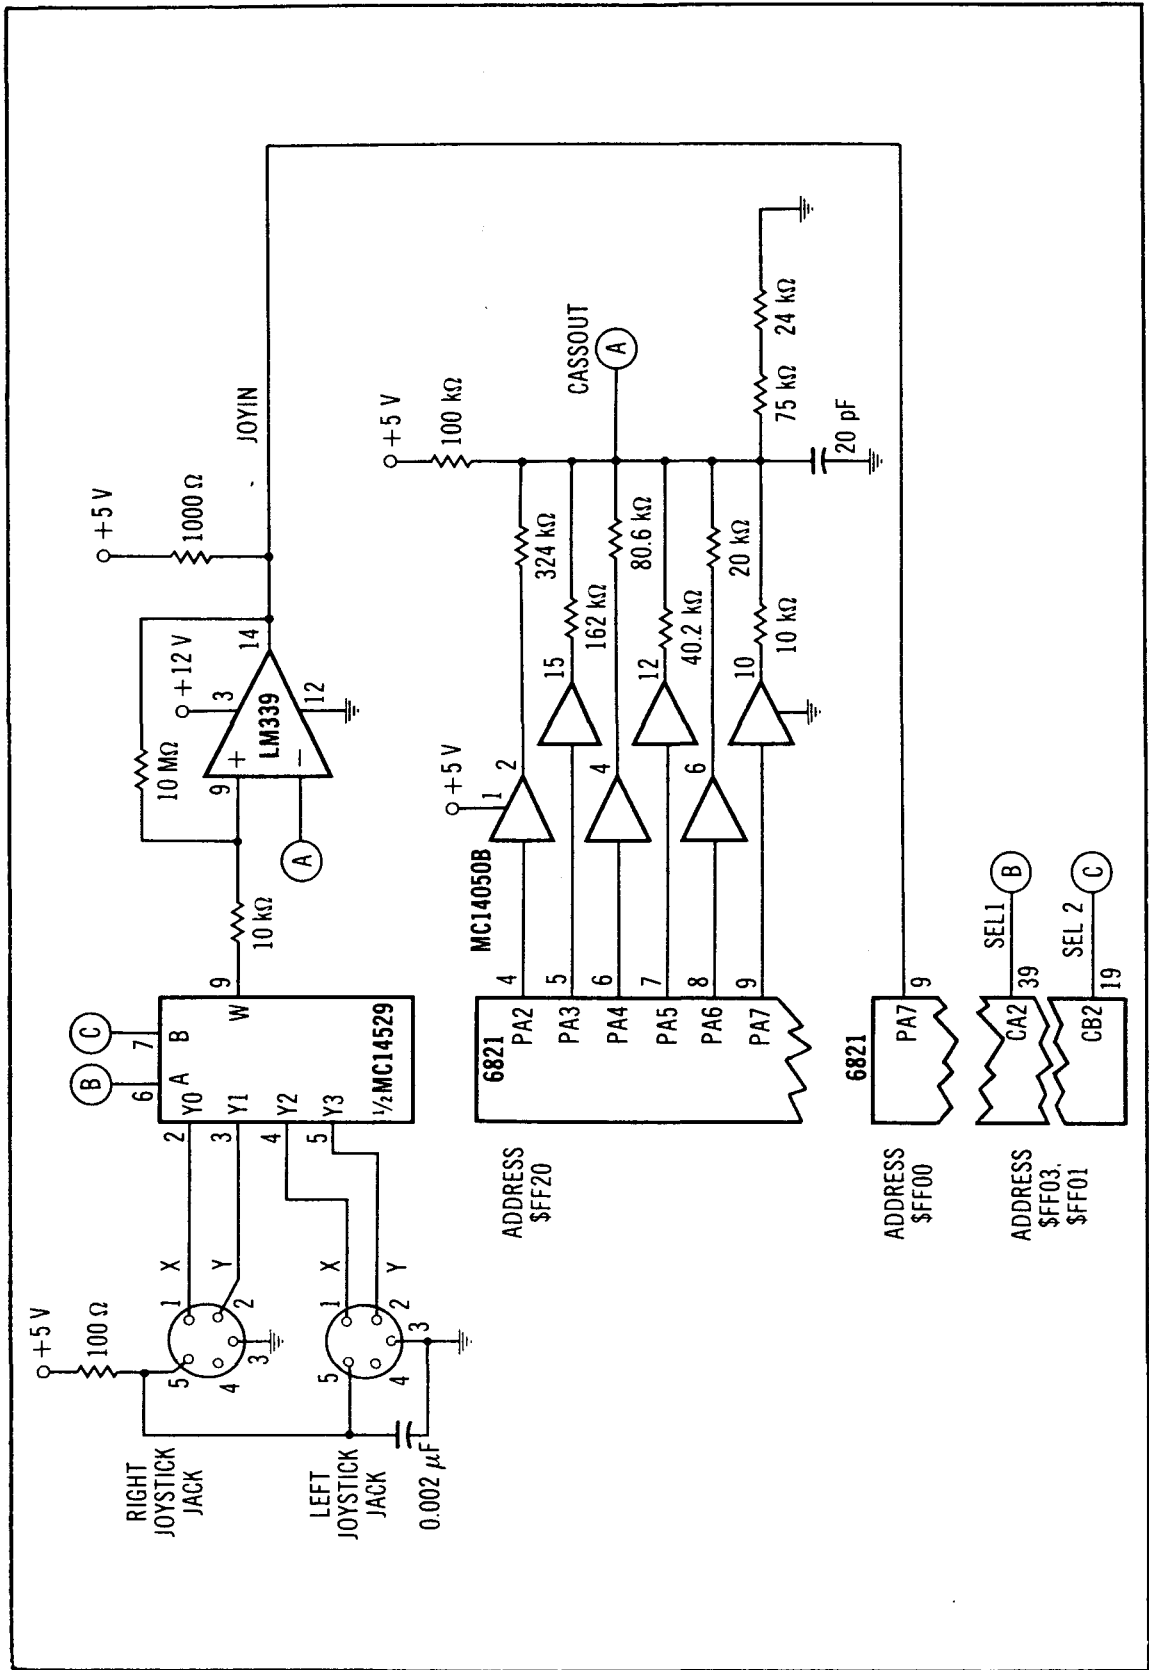 +5 V
100 Ω
RIGHT
JOYSTICK
JACK
5
4
3
2
1
X
Y
LEFT
JOYSTICK
JACK
5
4
3
2
1
X
Y
0.002 μF
B
C
6
7
A
B
2
Y0
3
Y1
4
Y2
5
Y3
W
9
½MC14529
10 kΩ
10 MΩ
9
+
−
LM339
+12 V
3
12
14
A
+5 V
1000 Ω
JOYIN
ADDRESS
$FF20
6821
PA2
4
PA3
5
PA4
6
PA5
7
PA6
8
PA7
9
MC14050B
+5 V
1
2
15
4
12
6
10
324 kΩ
162 kΩ
80.6 kΩ
40.2 kΩ
20 kΩ
10 kΩ
+5 V
100 kΩ
CASSOUT
A
75 kΩ
24 kΩ
20 pF
ADDRESS
$FF00
6821
PA7
9
ADDRESS
$FF03,
$FF01
CA2
39
SEL1
B
CB2
19
SEL 2
C